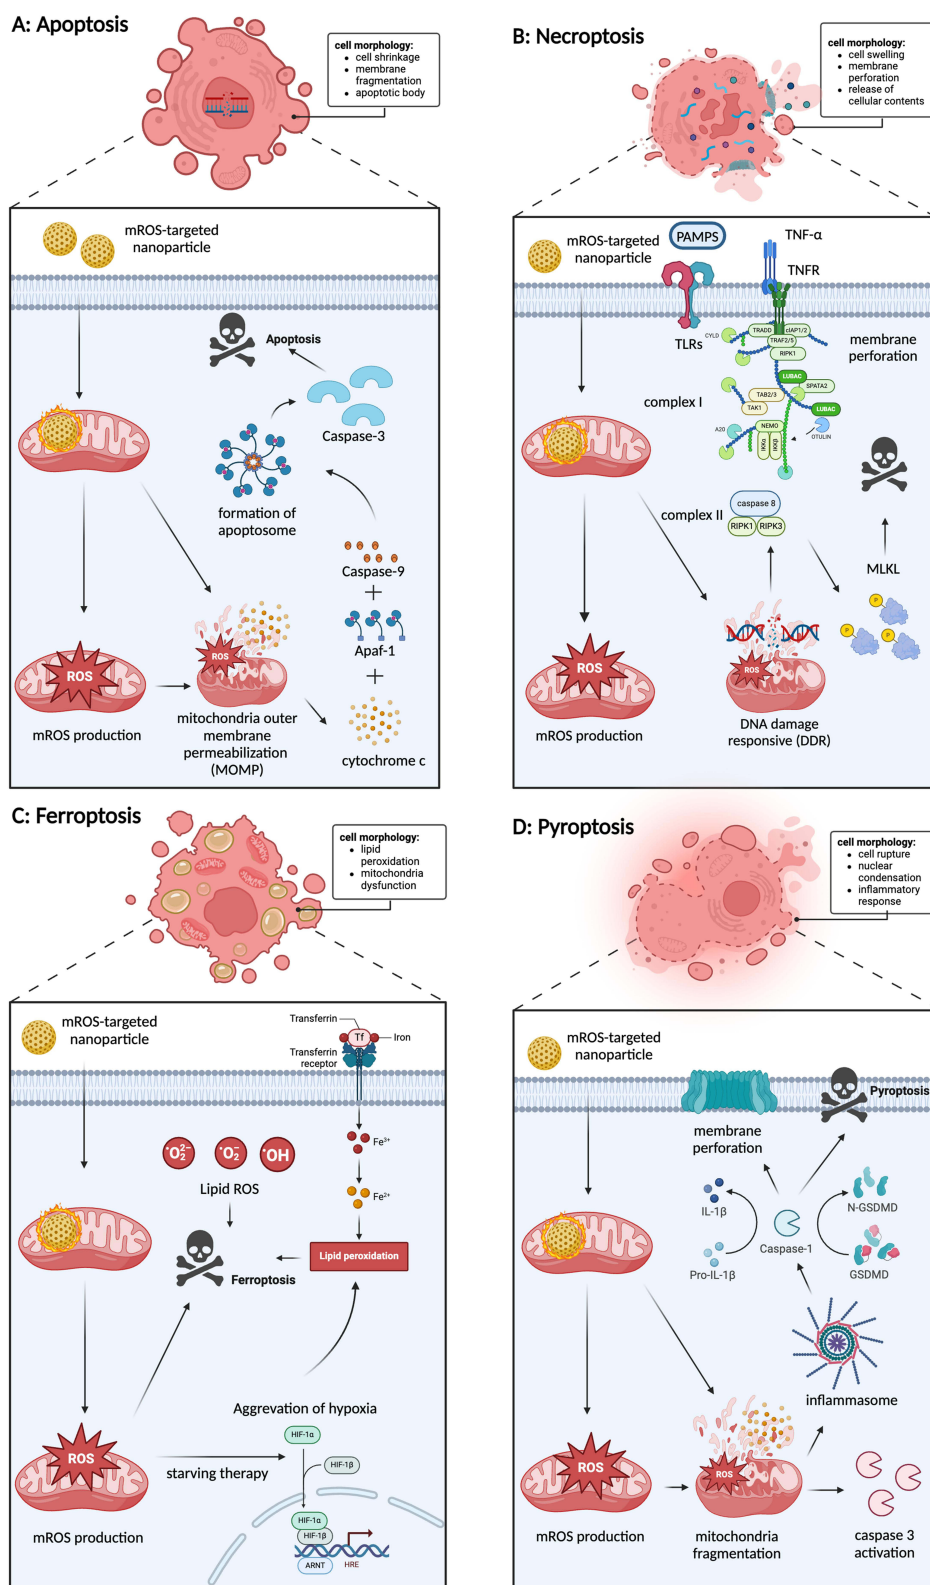 A: Apoptosis
cell morphology:
• cell shrinkage
• membrane
fragmentation
• apoptotic body
mROS-targeted
nanoparticle
Apoptosis
Caspase-3
formation of
apoptosome
Caspase-9
+
Apaf-1
+
ROS
ROS
mROS production
mitochondria outer
membrane
permeabilization
(MOMP)
cytochrome c
B: Necroptosis
cell morphology:
• cell swelling
• membrane
perforation
• release of
cellular contents
mROS-targeted
nanoparticle
PAMPS
TNF-α
TNFR
TLRs
CYLD
TRADD
cIAP1/2
TRAF2/5
RIPK1
membrane
perforation
LUBAC
SPATA2
TAB2/3
TAK1
LUBAC
complex I
A20
NEMO
OTULIN
IKKα
IKKβ
caspase 8
complex II
RIPK1
RIPK3
MLKL
P
P
P
ROS
ROS
mROS production
DNA damage
responsive (DDR)
C: Ferroptosis
cell morphology:
• lipid
peroxidation
• mitochondria
dysfunction
mROS-targeted
nanoparticle
Transferrin
Tf
Iron
Transferrin
receptor
Fe³⁺
•O₂²⁻
•O₂⁻
•OH
Lipid ROS
Fe²⁺
Lipid peroxidation
Ferroptosis
Aggrevation of hypoxia
HIF-1α
ROS
starving therapy
HIF-1β
HIF-1α
HIF-1β
ARNT
HRE
mROS production
D: Pyroptosis
cell morphology:
• cell rupture
• nuclear
condensation
• inflammatory
response
mROS-targeted
nanoparticle
Pyroptosis
membrane
perforation
IL-1β
N-GSDMD
Caspase-1
Pro-IL-1β
GSDMD
inflammasome
ROS
ROS
mROS production
mitochondria
fragmentation
caspase 3
activation